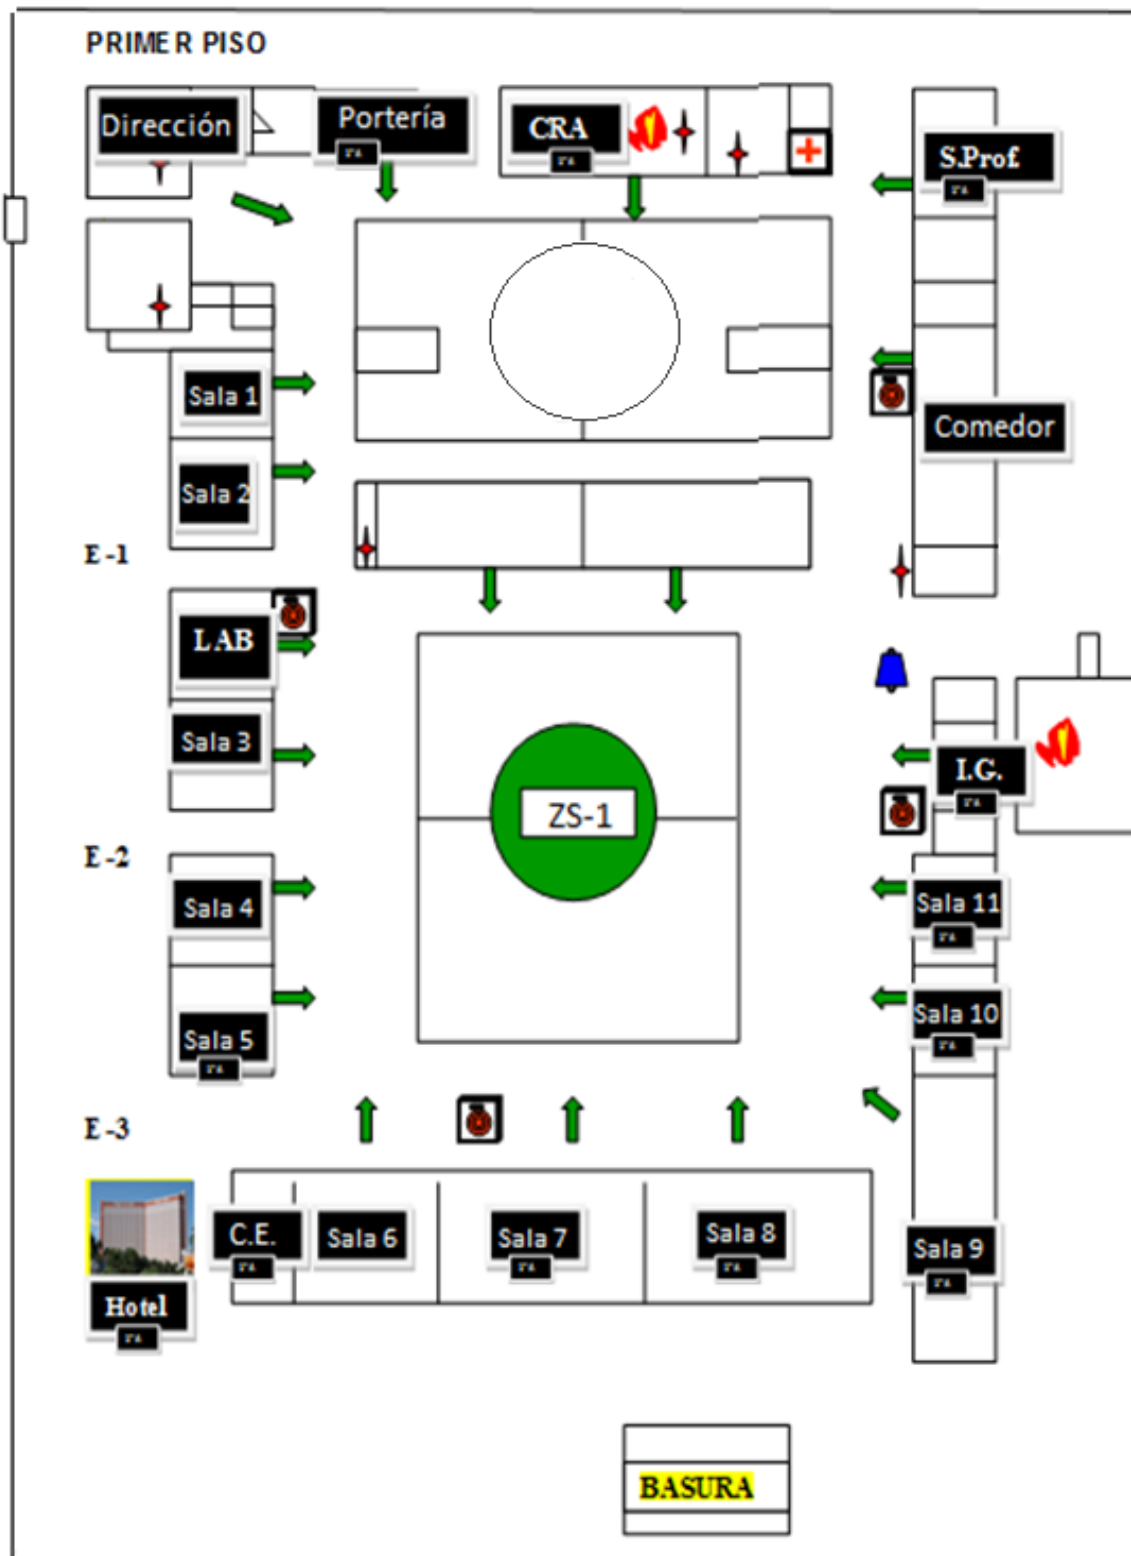 PRIMER PISO
Dirección
Portería
CRA
S.Prof.
Sala 1
Comedor
Sala 2
E-1
LAB
Sala 3
I.G.
ZS-1
E-2
Sala 4
Sala 11
Sala 5
Sala 10
E-3
C.E.
Sala 6
Sala 7
Sala 8
Sala 9
Hotel
BASURA